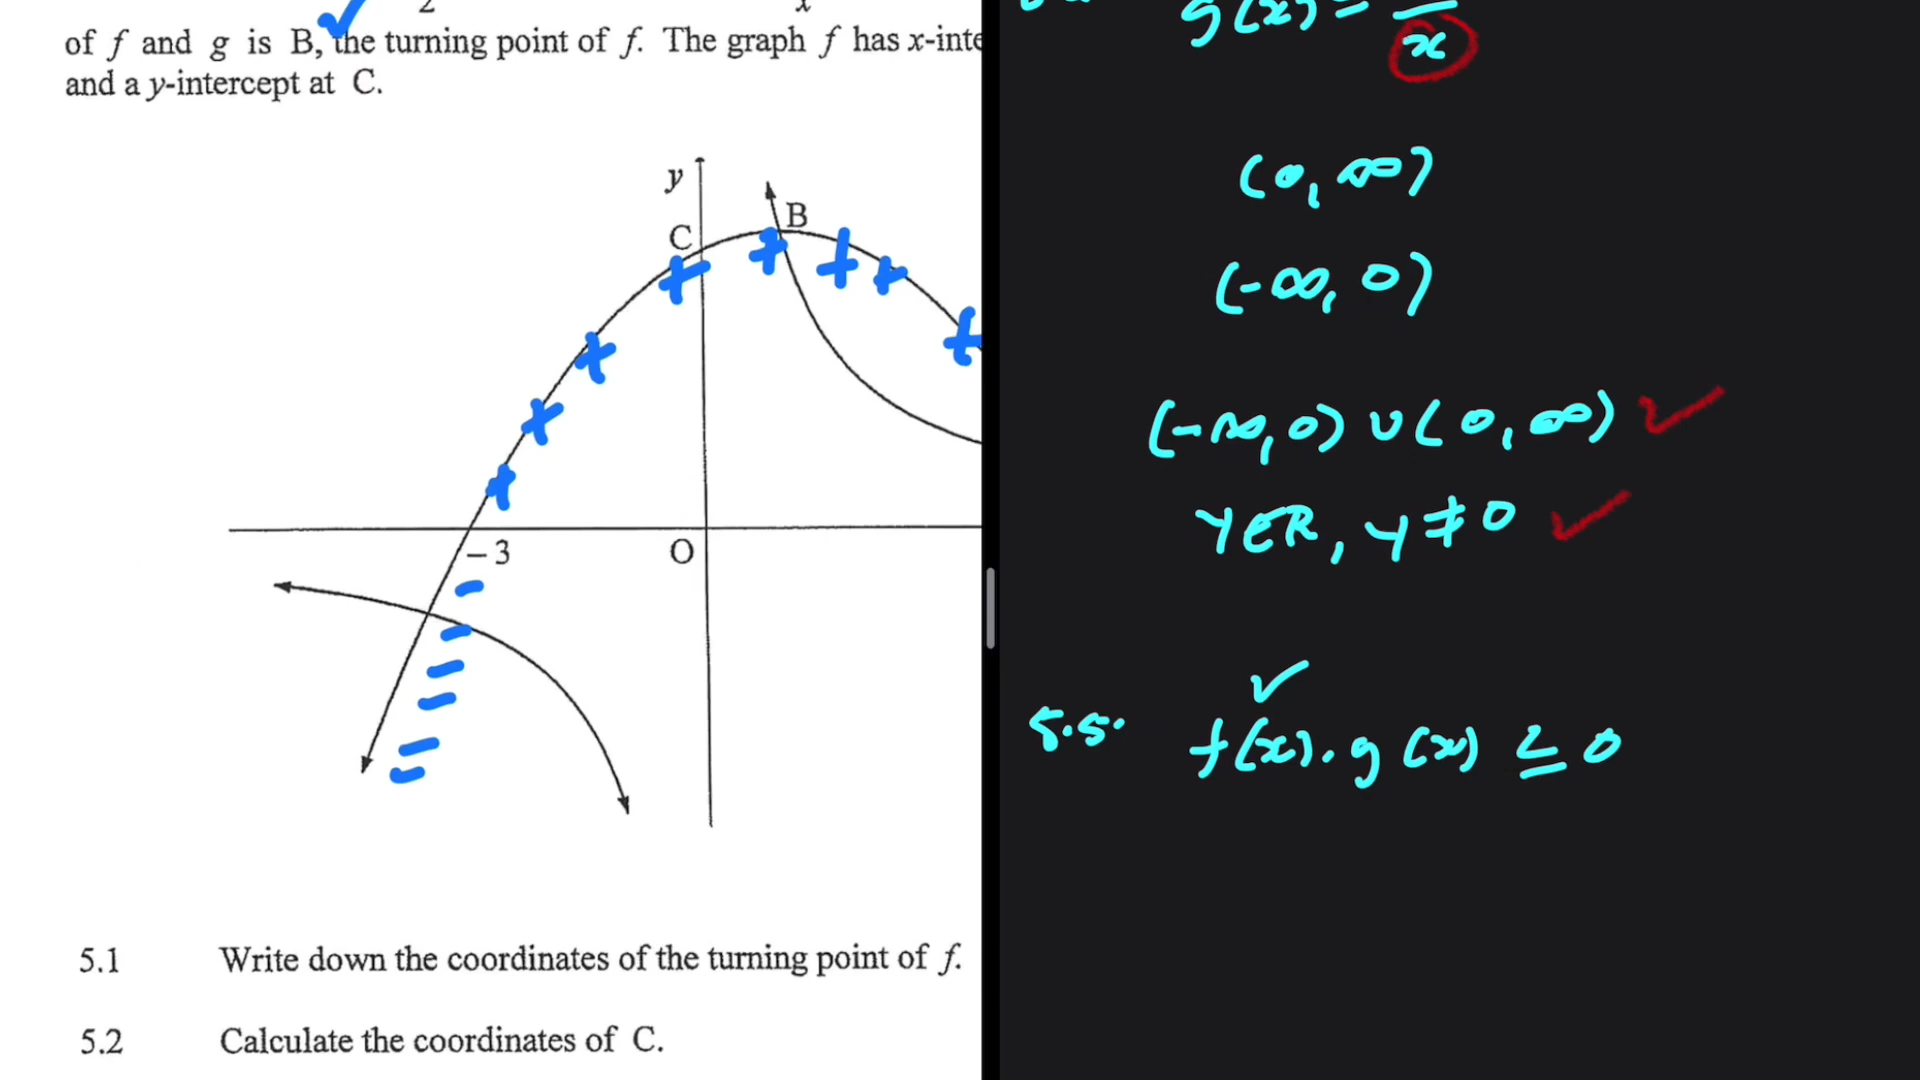 of f and g is B, the turning point of f. The graph f has x-inte
and a y-intercept at C.
y
B
C
-3
O
5.1 Write down the coordinates of the turning point of f.
5.2 Calculate the coordinates of C.
g(x) =
x
(0, ∞)
(-∞, 0)
(-∞, 0) ∪ (0, ∞)
Y∈R, y ≠ 0
5.5. f(x). g(x) ≥ 0